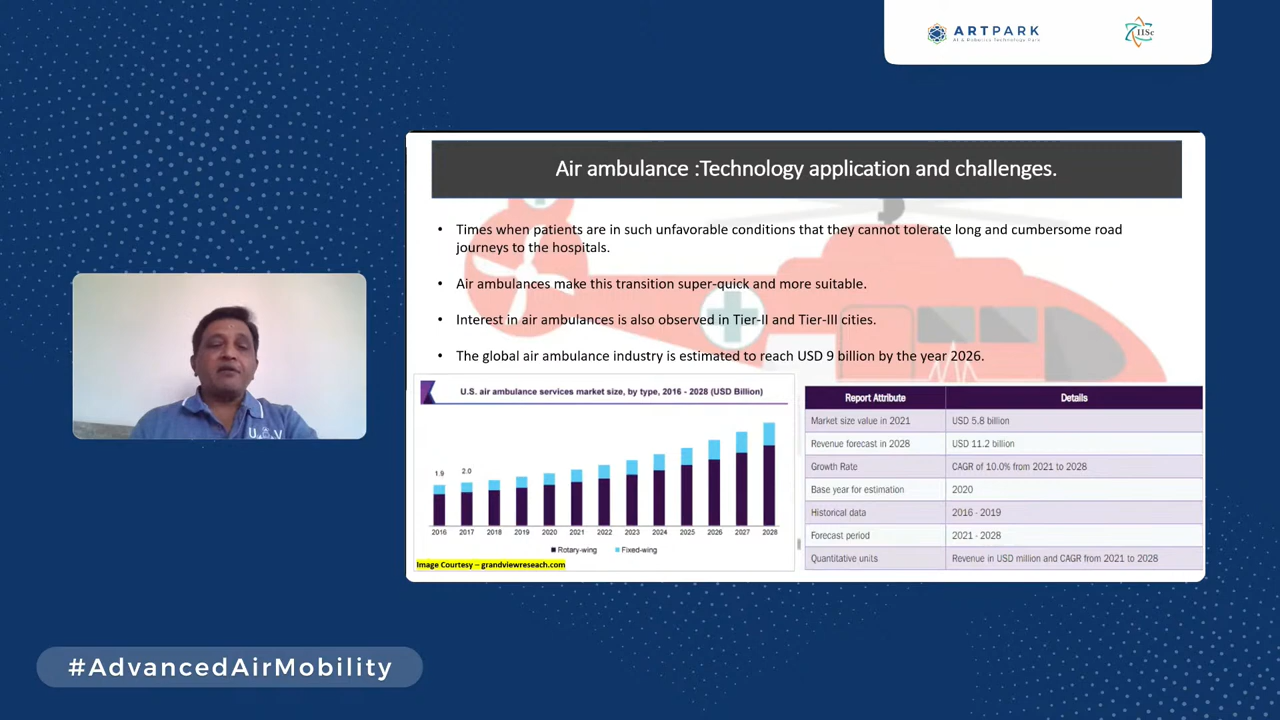 ARTPARK
AI & Robotics Technology Park
IISc
Air ambulance :Technology application and challenges.
• Times when patients are in such unfavorable conditions that they cannot tolerate long and cumbersome road
journeys to the hospitals.
• Air ambulances make this transition super-quick and more suitable.
• Interest in air ambulances is also observed in Tier-II and Tier-III cities.
• The global air ambulance industry is estimated to reach USD 9 billion by the year 2026.
U.S. air ambulance services market size, by type, 2016 - 2028 (USD Billion)
1.9 2.0
2016 2017 2018 2019 2020 2021 2022 2023 2024 2025 2026 2027 2028
Rotary-wing Fixed-wing
Image Courtesy – grandviewreseach.com
Report Attribute Details
Market size value in 2021 USD 5.8 billion
Revenue forecast in 2028 USD 11.2 billion
Growth Rate CAGR of 10.0% from 2021 to 2028
Base year for estimation 2020
Historical data 2016 - 2019
Forecast period 2021 - 2028
Quantitative units Revenue in USD million and CAGR from 2021 to 2028
#AdvancedAirMobility